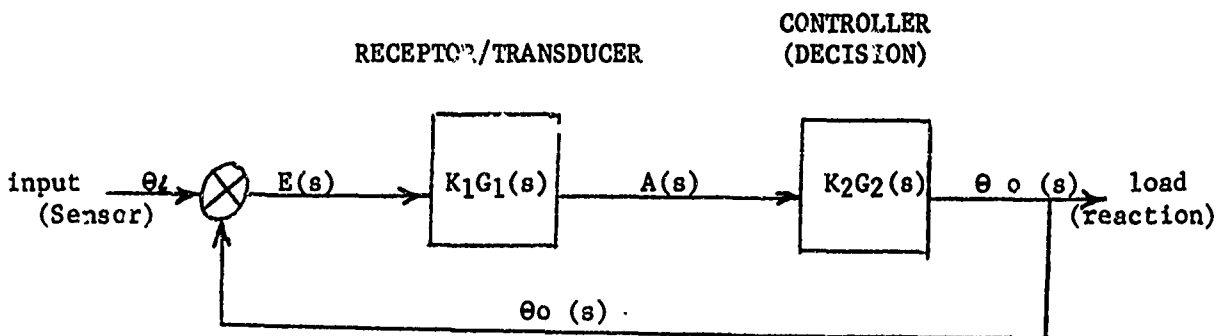 CONTROLLER
RECEPTOR/TRANSDUCER (DECISION)
input θi E(s) K₁G₁(s) A(s) K₂G₂(s) θ o (s) load
(Sensor) (reaction)
θo (s)